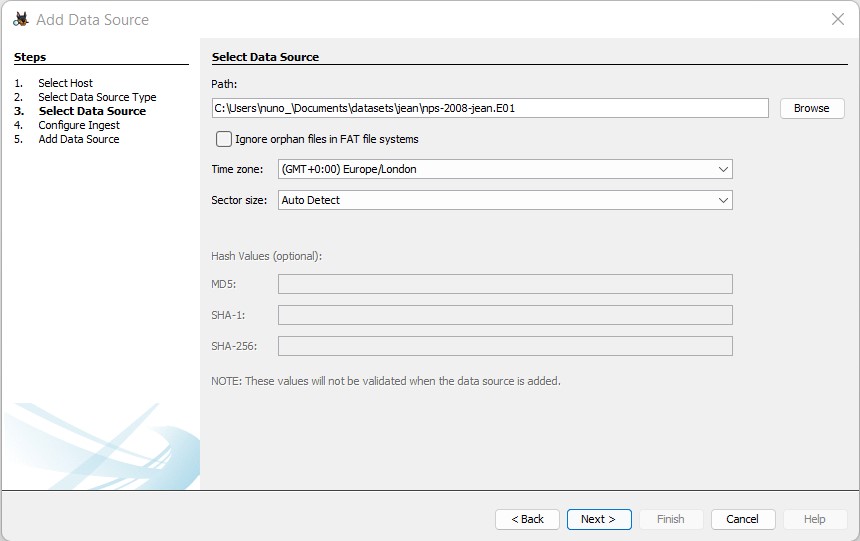 Add Data Source
Steps
1. Select Host
2. Select Data Source Type
3. Select Data Source
4. Configure Ingest
5. Add Data Source
Select Data Source
Path:
C:\Users\nuno_\Documents\datasets\jean\nps-2008-jean.E01
Browse
Ignore orphan files in FAT file systems
Time zone: (GMT+0:00) Europe/London
Sector size: Auto Detect
Hash Values (optional):
MD5:
SHA-1:
SHA-256:
NOTE: These values will not be validated when the data source is added.
< Back Next > Finish Cancel Help